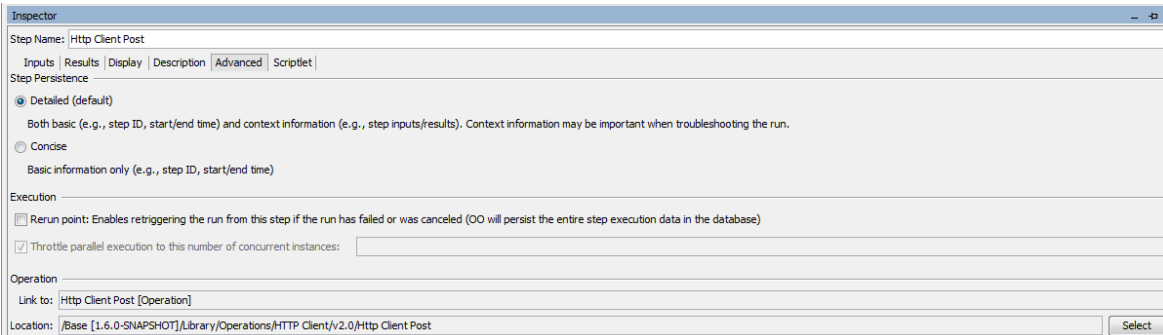 Inspector
Step Name: Http Client Post
Inputs | Results | Display | Description | Advanced | Scriptlet |
Step Persistence
Detailed (default)
Both basic (e.g., step ID, start/end time) and context information (e.g., step inputs/results). Context information may be important when troubleshooting the run.
Concise
Basic information only (e.g., step ID, start/end time)
Execution
Rerun point: Enables retriggering the run from this step if the run has failed or was canceled (OO will persist the entire step execution data in the database)
Throttle parallel execution to this number of concurrent instances:
Operation
Link to: Http Client Post [Operation]
Location: /Base [1.6.0-SNAPSHOT]/Library/Operations/HTTP Client/v2.0/Http Client Post Select